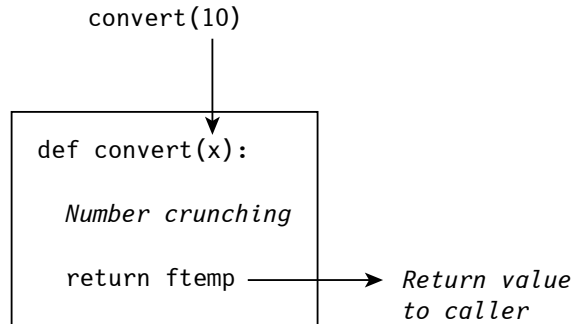 convert(10)
def convert(x):
Number crunching
return ftemp
Return value
to caller